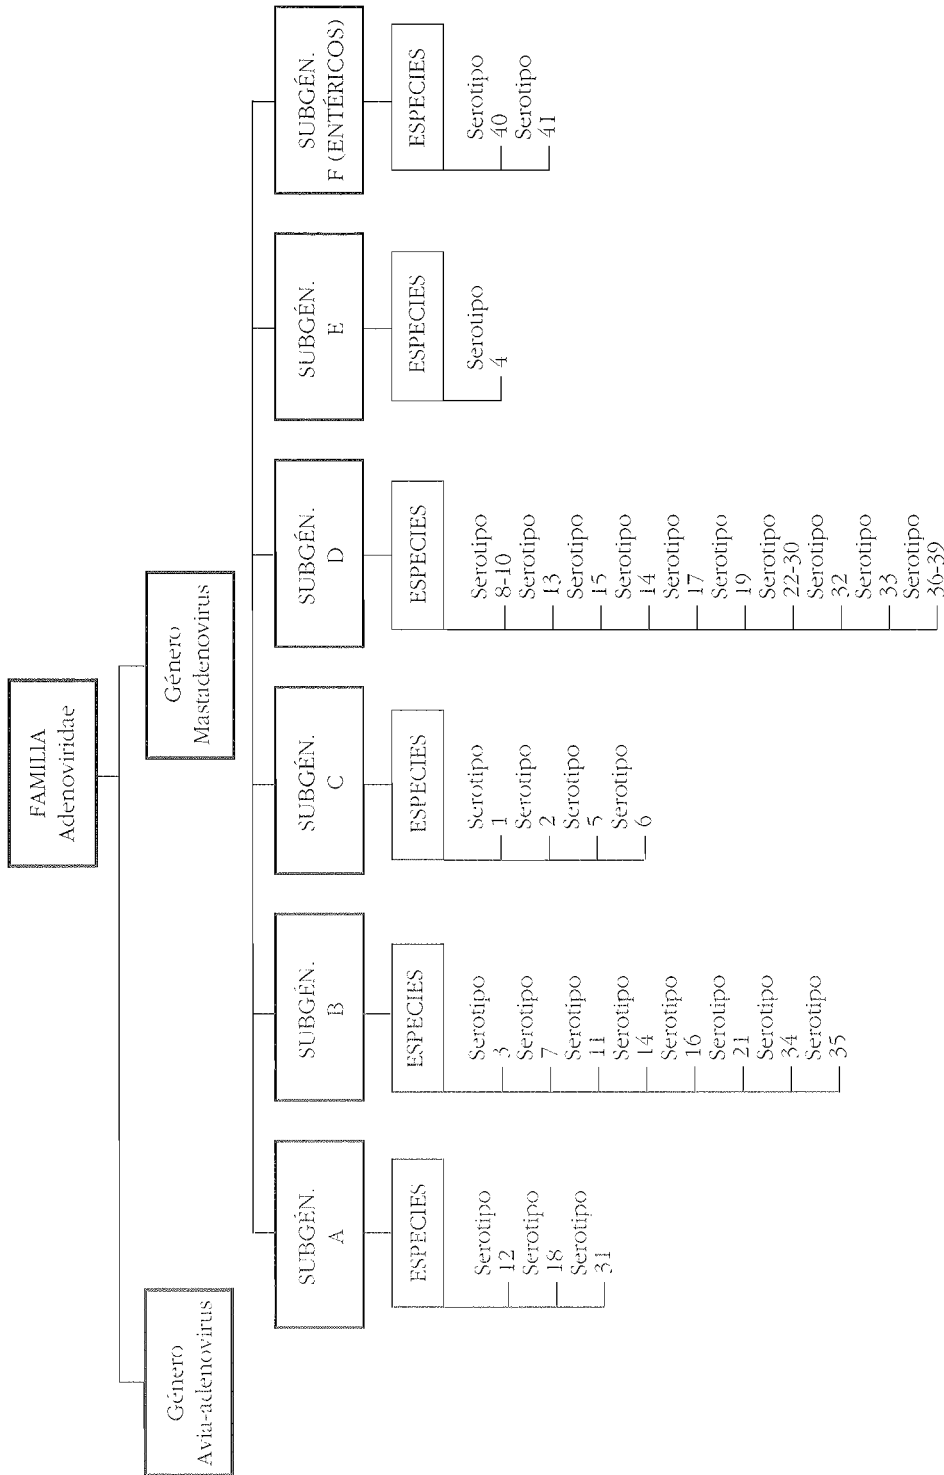 FAMILIA
Adenoviridae
Género
Avia-adenovirus
Género
Mastadenovirus
SUBGÉN.
A
ESPECIES
Serotipo
12
Serotipo
18
Serotipo
31
SUBGÉN.
B
ESPECIES
Serotipo
3
Serotipo
7
Serotipo
11
Serotipo
14
Serotipo
16
Serotipo
21
Serotipo
34
Serotipo
35
SUBGÉN.
C
ESPECIES
Serotipo
1
Serotipo
2
Serotipo
5
Serotipo
6
SUBGÉN.
D
ESPECIES
Serotipo
8-10
Serotipo
13
Serotipo
15
Serotipo
14
Serotipo
17
Serotipo
19
Serotipo
22-30
Serotipo
32
Serotipo
33
Serotipo
36-39
SUBGÉN.
E
ESPECIES
Serotipo
4
SUBGÉN.
F (ENTÉRICOS)
ESPECIES
Serotipo
40
Serotipo
41